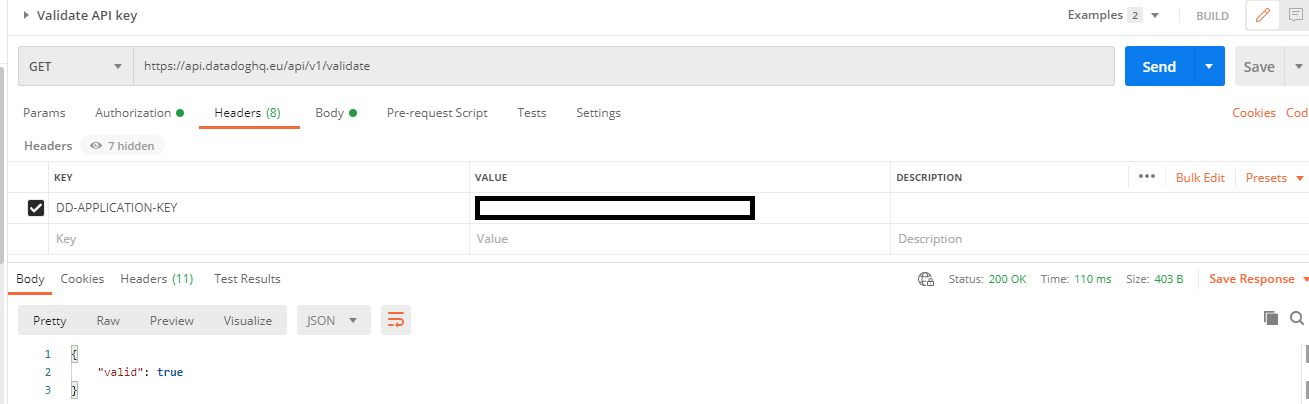 Validate API key
Examples 2 BUILD
GET https://api.datadoghq.eu/api/v1/validate Send Save
Params Authorization Headers (8) Body Pre-request Script Tests Settings Cookies Cod
Headers 7 hidden
KEY VALUE DESCRIPTION ••• Bulk Edit Presets
DD-APPLICATION-KEY
Key Value Description
Body Cookies Headers (11) Test Results Status: 200 OK Time: 110 ms Size: 403 B Save Response
Pretty Raw Preview Visualize JSON
1 {
2 "valid": true
3 }